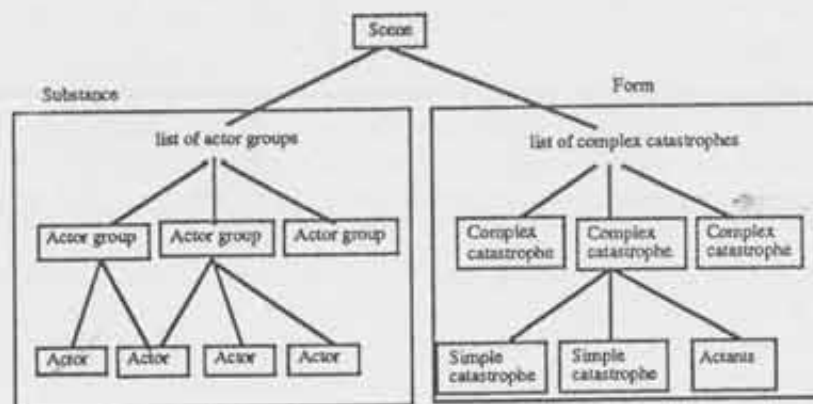 Scene
Substance
Form
list of actor groups
list of complex catastrophes
Actor group
Actor group
Actor group
Complex
catastrophe
Complex
catastrophe
Complex
catastrophe
Actor
Actor
Actor
Actor
Simple
catastrophe
Simple
catastrophe
Actants